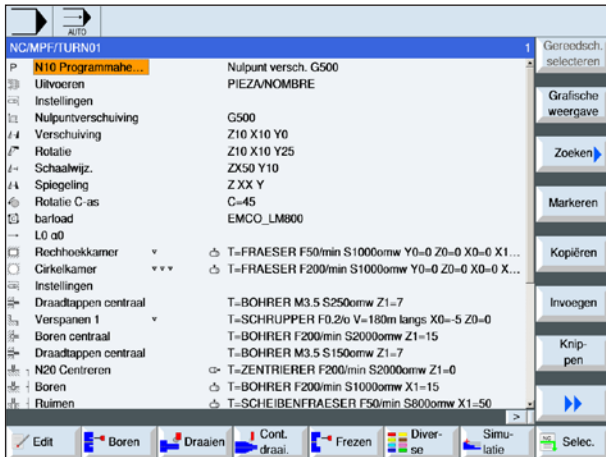 AUTO
NC/MPF/TURN01 1
P N10 Programmahe... Nulpunt versch. G500
Uitvoeren PIEZA/NOMBRE
Instellingen
Nulpuntverschuiving G500
Verschuiving Z10 X10 Y0
Rotatie Z10 X10 Y25
Schaalwijz. ZX50 Y10
Spiegeling Z XX Y
Rotatie C-as C=45
barload EMCO_LM800
L0 α0
Rechhoekkamer ▿ T=FRAESER F50/min S1000omw Y0=0 Z0=0 X0=0 X1...
Cirkelkamer ▿▿▿ T=FRAESER F200/min S1000omw Y0=0 Z0=0 X0=0 X...
Instellingen
Draadtappen centraal T=BOHRER M3.5 S250omw Z1=7
Verspanen 1 ▿ T=SCHRUPPER F0.2/o V=180m langs X0=-5 Z0=0
Boren centraal T=BOHRER F200/min S2000omw Z1=15
Draadtappen centraal T=BOHRER M3.5 S150omw Z1=7
N20 Centreren T=ZENTRIERER F200/min S2000omw Z1=0
Boren T=BOHRER F200/min S1000omw X1=15
Ruimen T=SCHEIBENFRAESER F50/min S800omw X1=50
>
Gereedsch.
selecteren
Grafische
weergave
Zoeken
Markeren
Kopiëren
Invoegen
Knip-
pen
Edit
Boren
Draaien
Cont.
draai.
Frezen
Diver-
se
Simu-
latie
NC
Selec.